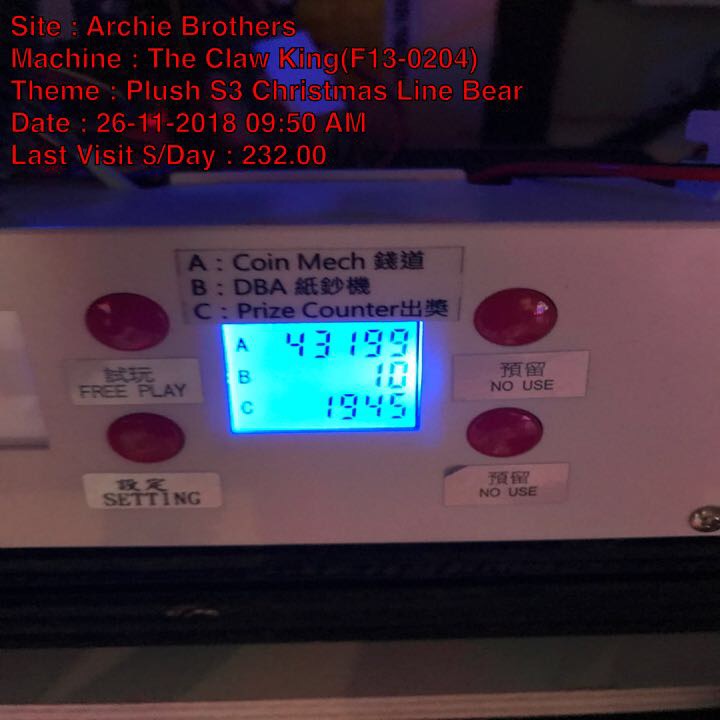 Site : Archie Brothers
Machine : The Claw King(F13-0204)
Theme : Plush S3 Christmas Line Bear
Date : 26-11-2018 09:50 AM
Last Visit S/Day : 232.00
A : Coin Mech 錢道
B : DBA 紙鈔機
C : Prize Counter出獎
A 43199
B 10
C 1945
試玩
FREE PLAY
預留
NO USE
設定
SETTING
預留
NO USE